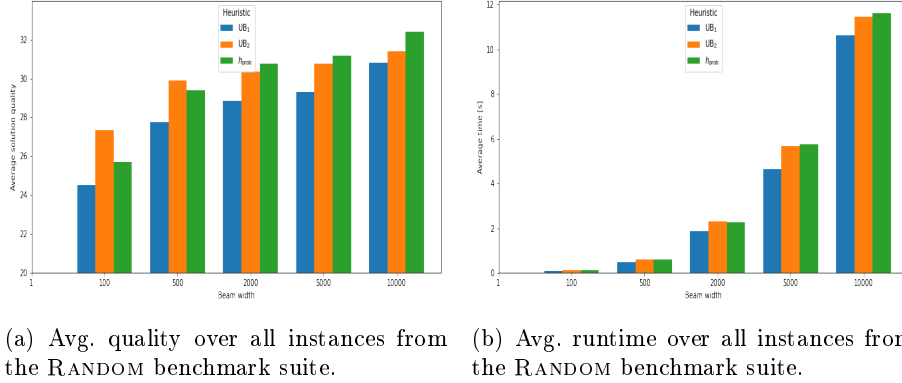 Heuristic
UB₁
UB₂
h_prob
Average solution quality
32
30
28
26
24
22
20
1 100 500 2000 5000 10000
Beam width
Heuristic
UB₁
UB₂
h_prob
Average time [s]
12
10
8
6
4
2
0
1 100 500 2000 5000 10000
Beam width
(a) Avg. quality over all instances from
the RANDOM benchmark suite.
(b) Avg. runtime over all instances from
the RANDOM benchmark suite.